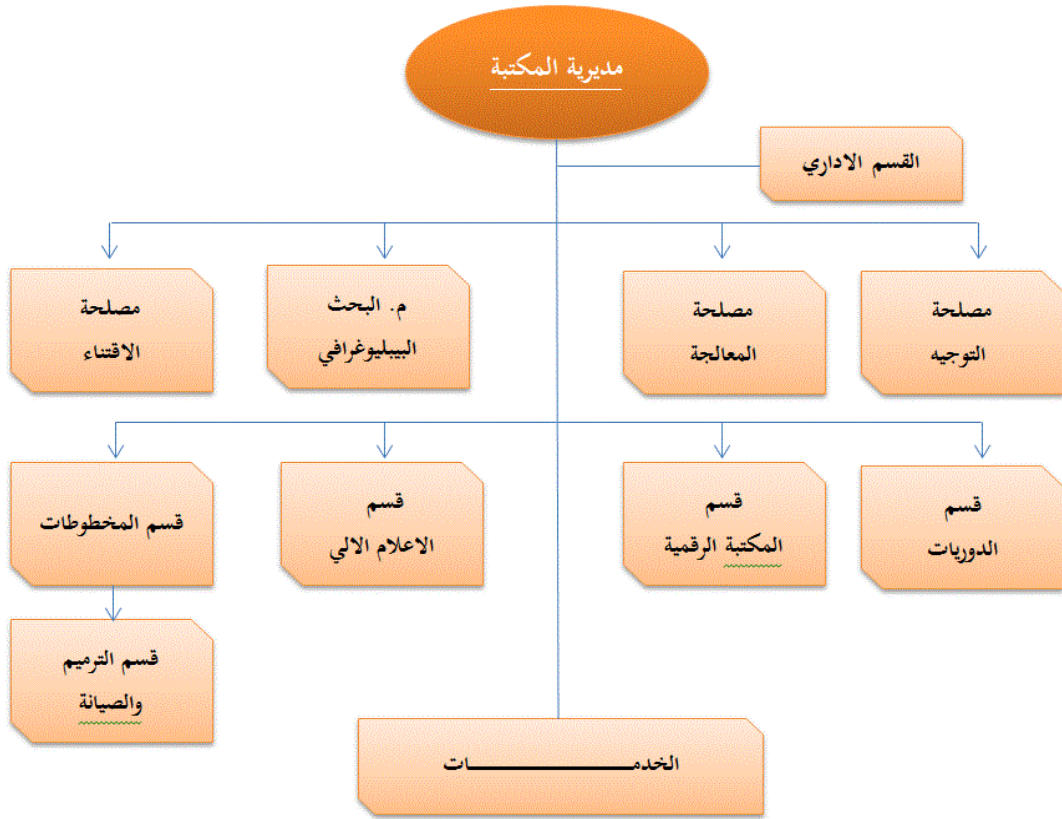 مديرية المكتبة
القسم الاداري
مصلحة
التوجيه
مصلحة
المعالجة
م. البحث
البيبليوغرافي
مصلحة
الاقتناء
قسم
الدوريات
قسم
المكتبة الرقمية
قسم
الاعلام الالي
قسم المخطوطات
قسم الترميم
والصيانة
الخدمـــــــــــــــــــــات